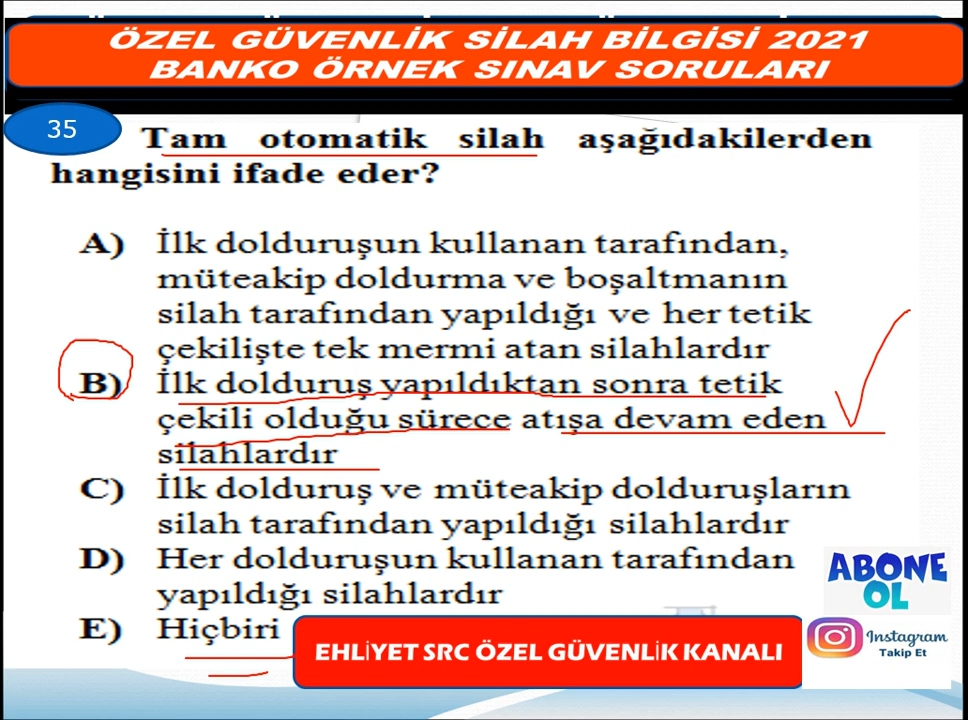 ÖZEL GÜVENLİK SİLAH BİLGİSİ 2021
BANKO ÖRNEK SINAV SORULARI
35
Tam otomatik silah aşağıdakilerden
hangisini ifade eder?
A) İlk dolduruşun kullanan tarafından,
müteakip doldurma ve boşaltmanın
silah tarafından yapıldığı ve her tetik
çekilişte tek mermi atan silahlardır
B) İlk dolduruş yapıldıktan sonra tetik
çekili olduğu sürece atışa devam eden
silahlardır
C) İlk dolduruş ve müteakip dolduruşların
silah tarafından yapıldığı silahlardır
D) Her dolduruşun kullanan tarafından
yapıldığı silahlardır
E) Hiçbiri
ABONE
OL
EHLİYET SRC ÖZEL GÜVENLİK KANALI
Instagram
Takip Et